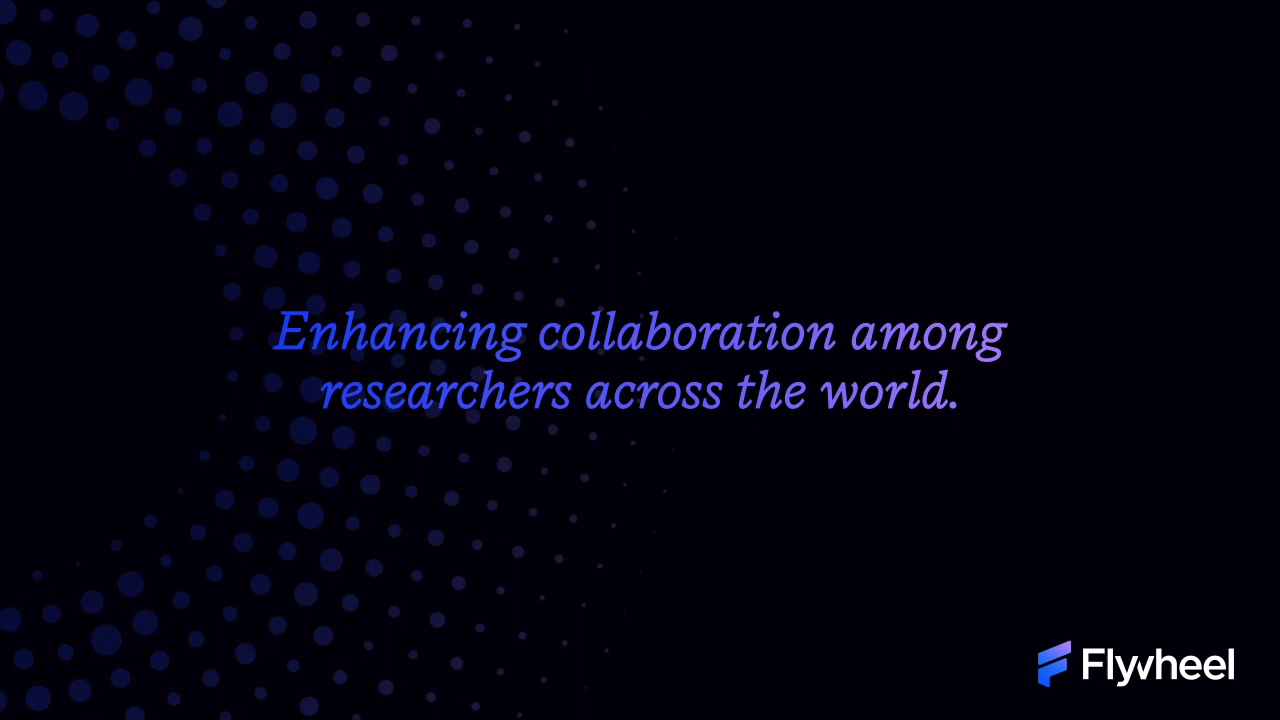 Enhancing collaboration among
researchers across the world.
Flywheel